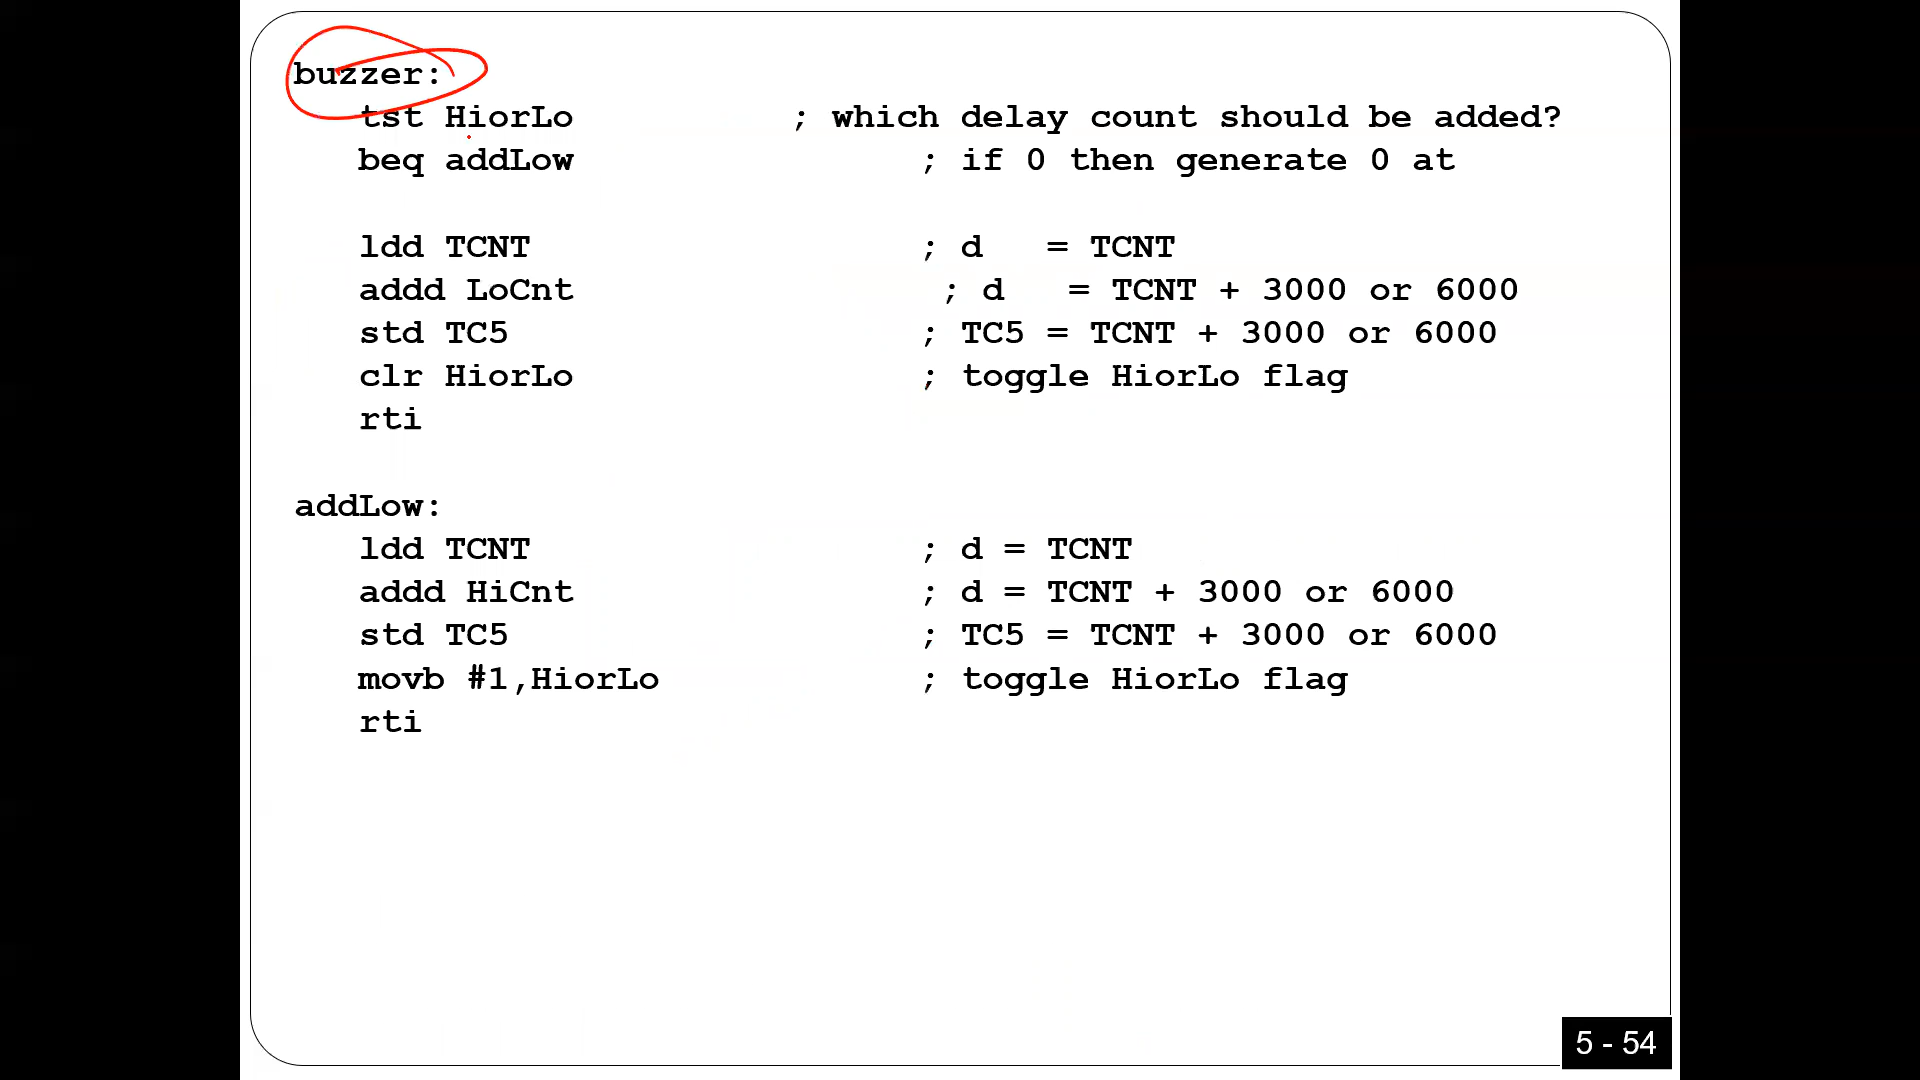 buzzer:
tst HiorLo ; which delay count should be added?
beq addLow ; if 0 then generate 0 at
ldd TCNT ; d = TCNT
addd LoCnt ; d = TCNT + 3000 or 6000
std TC5 ; TC5 = TCNT + 3000 or 6000
clr HiorLo ; toggle HiorLo flag
rti
addLow:
ldd TCNT ; d = TCNT
addd HiCnt ; d = TCNT + 3000 or 6000
std TC5 ; TC5 = TCNT + 3000 or 6000
movb #1,HiorLo ; toggle HiorLo flag
rti
5 - 54